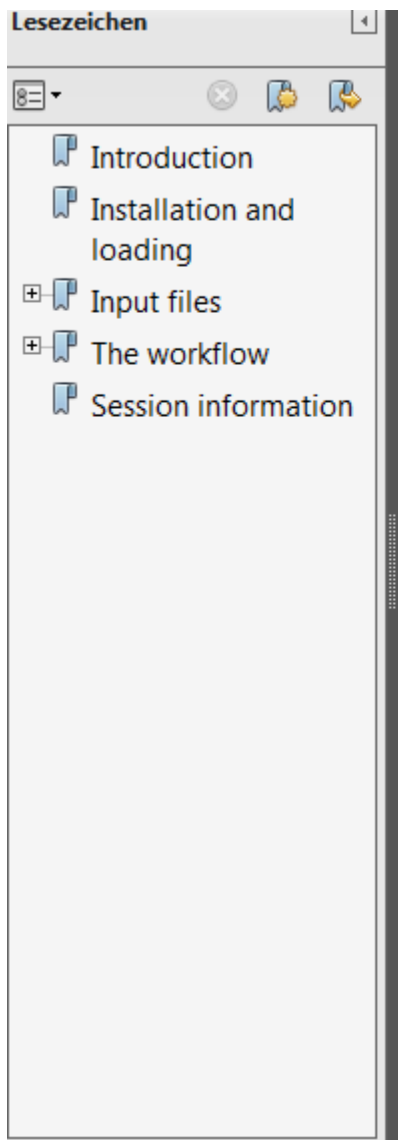 Lesezeichen
Introduction
Installation and
loading
Input files
The workflow
Session information